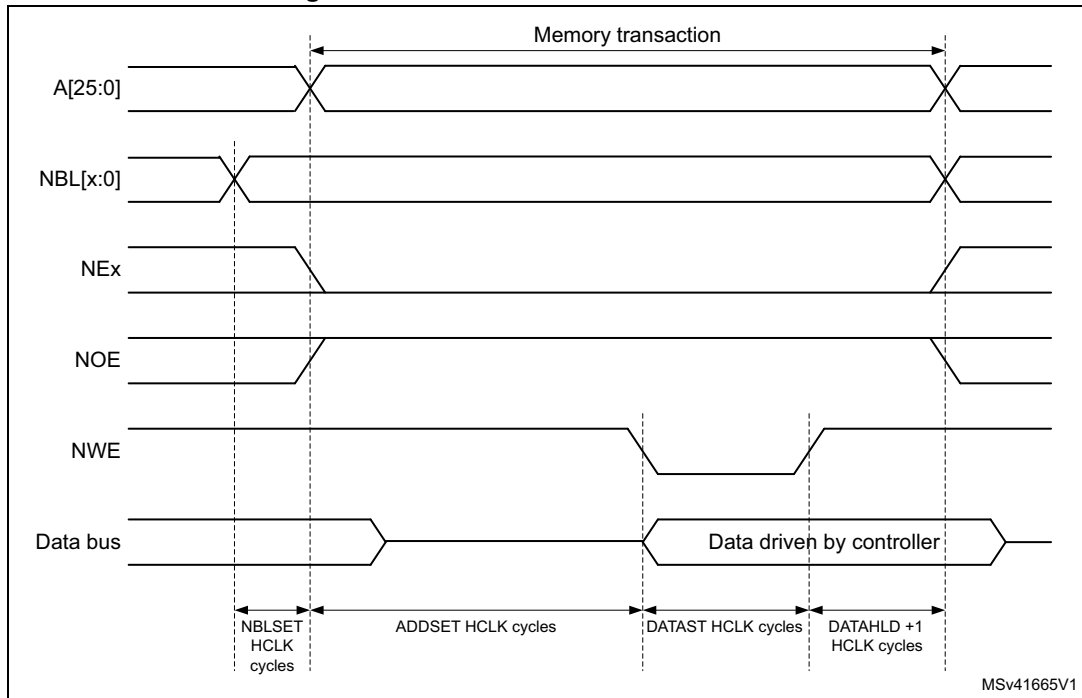 Memory transaction
A[25:0]
NBL[x:0]
NEx
NOE
NWE
Data bus
Data driven by controller
NBLSET
HCLK
cycles
ADDSET HCLK cycles
DATAST HCLK cycles
DATAHLD +1
HCLK cycles
MSv41665V1